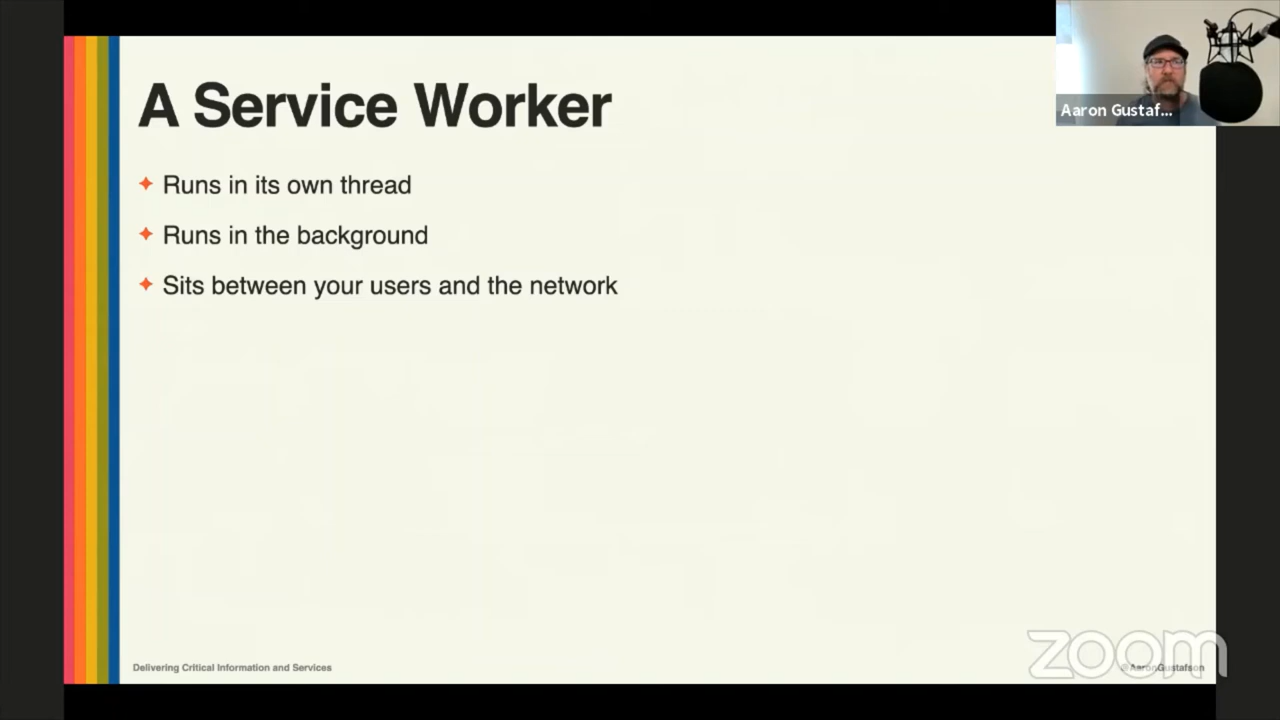 A Service Worker
Runs in its own thread
Runs in the background
Sits between your users and the network
Aaron Gustaf...
Delivering Critical Information and Services
@AaronGustafson
zoom